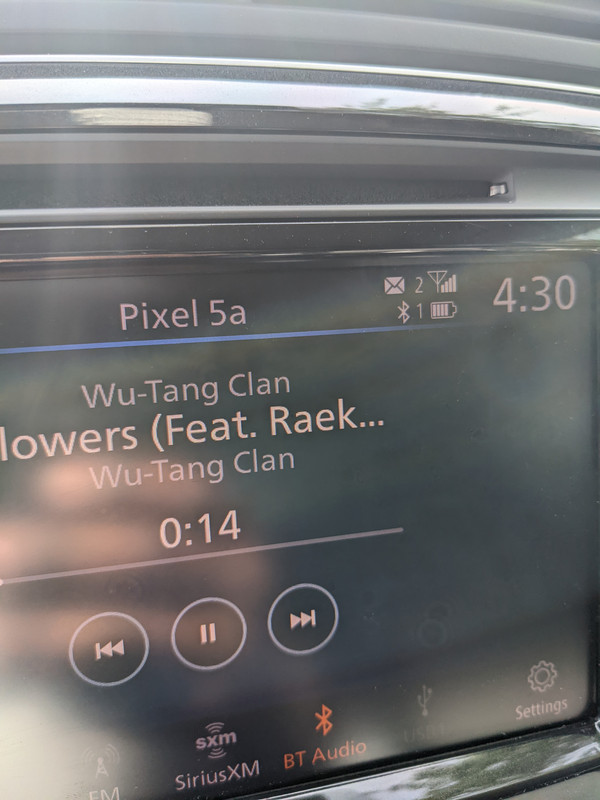 Pixel 5a
2
1
4:30
Wu-Tang Clan
lowers (Feat. Raek...
Wu-Tang Clan
0:14
FM
sxm
SiriusXM
BT Audio
Settings